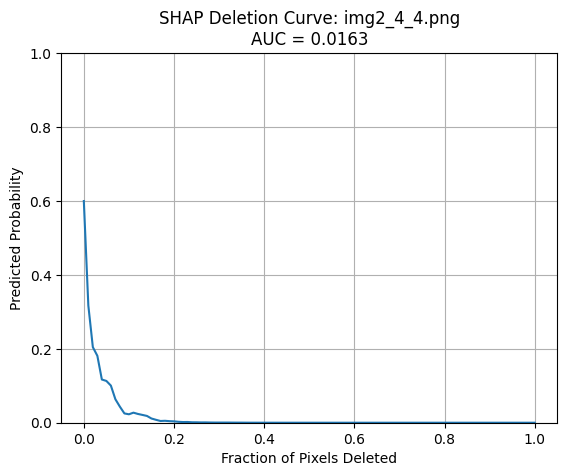 SHAP Deletion Curve: img2_4_4.png
AUC = 0.0163
1.0
0.8
0.6
0.4
0.2
0.0
Predicted Probability
0.0 0.2 0.4 0.6 0.8 1.0
Fraction of Pixels Deleted